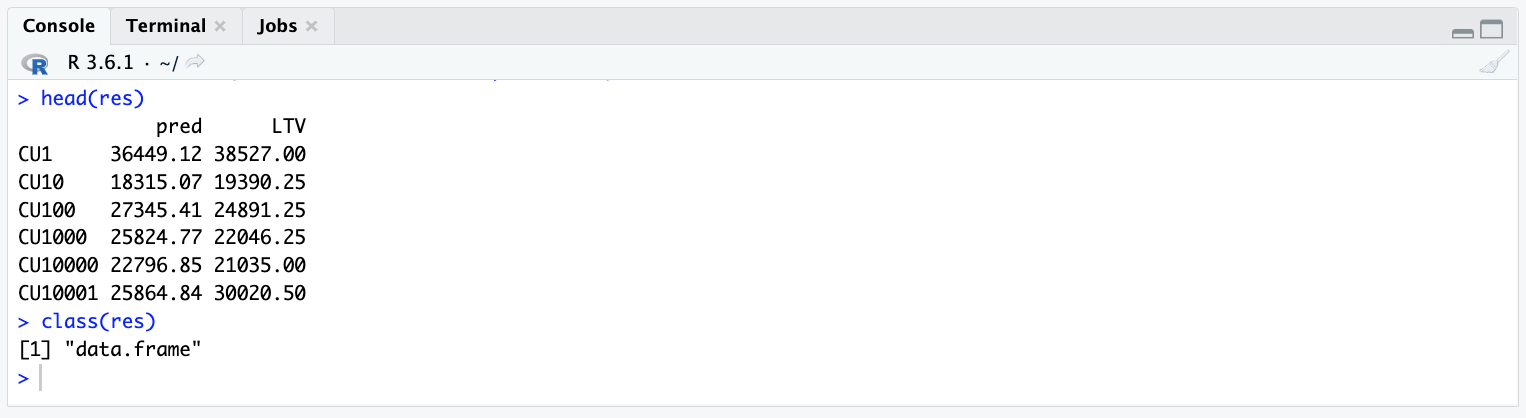 Console Terminal Jobs
R R 3.6.1 · ~/
> head(res)
pred LTV
CU1 36449.12 38527.00
CU10 18315.07 19390.25
CU100 27345.41 24891.25
CU1000 25824.77 22046.25
CU10000 22796.85 21035.00
CU10001 25864.84 30020.50
> class(res)
[1] "data.frame"
>